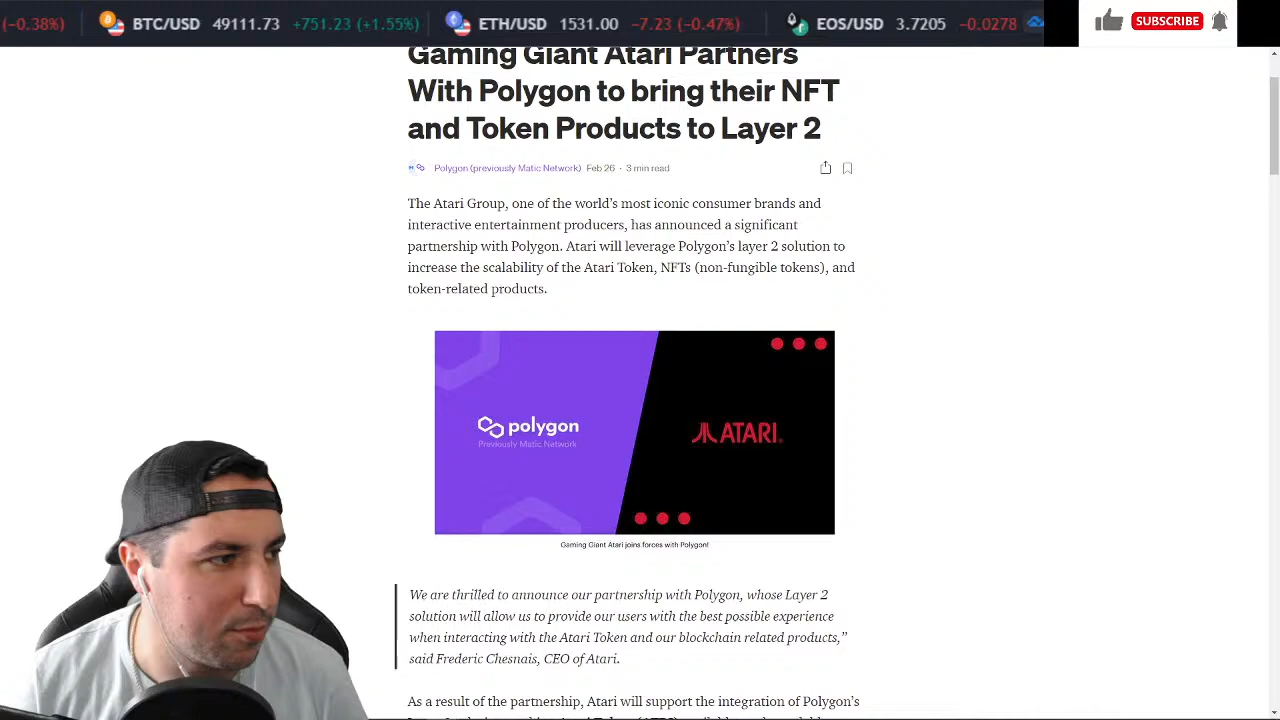 (−0.38%) BTC/USD 49111.73 +751.23 (+1.55%) ETH/USD 1531.00 −7.23 (−0.47%) EOS/USD 3.7205 −0.0278
SUBSCRIBE
Gaming Giant Atari Partners
With Polygon to bring their NFT
and Token Products to Layer 2
Polygon (previously Matic Network) Feb 26 · 3 min read
The Atari Group, one of the world’s most iconic consumer brands and
interactive entertainment producers, has announced a significant
partnership with Polygon. Atari will leverage Polygon’s layer 2 solution to
increase the scalability of the Atari Token, NFTs (non-fungible tokens), and
token-related products.
polygon
Previously Matic Network
ATARI
Gaming Giant Atari joins forces with Polygon!
We are thrilled to announce our partnership with Polygon, whose Layer 2
solution will allow us to provide our users with the best possible experience
when interacting with the Atari Token and our blockchain related products,”
said Frederic Chesnais, CEO of Atari.
As a result of the partnership, Atari will support the integration of Polygon’s